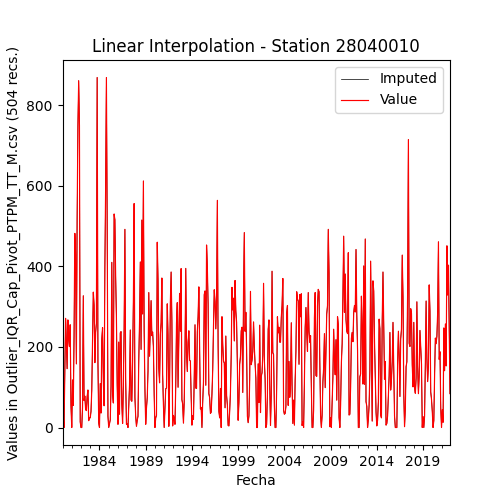 Linear Interpolation - Station 28040010
Imputed
Value
Values in Outlier_IQR_Cap_Pivot_PTPM_TT_M.csv (504 recs.)
800
600
400
200
0
1984 1989 1994 1999 2004 2009 2014 2019
Fecha